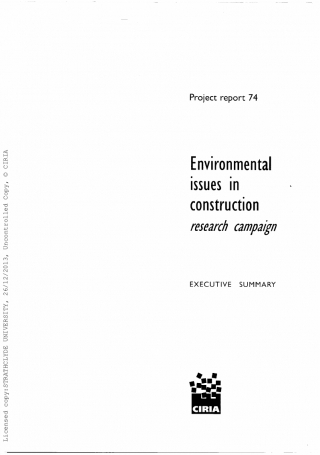 Project report 74
Environmental
issues in
construction
research campaign
EXECUTIVE SUMMARY
CIRIA
Licensed copy:STRATHCLYDE UNIVERSITY, 26/12/2013, Uncontrolled Copy, © CIRIA